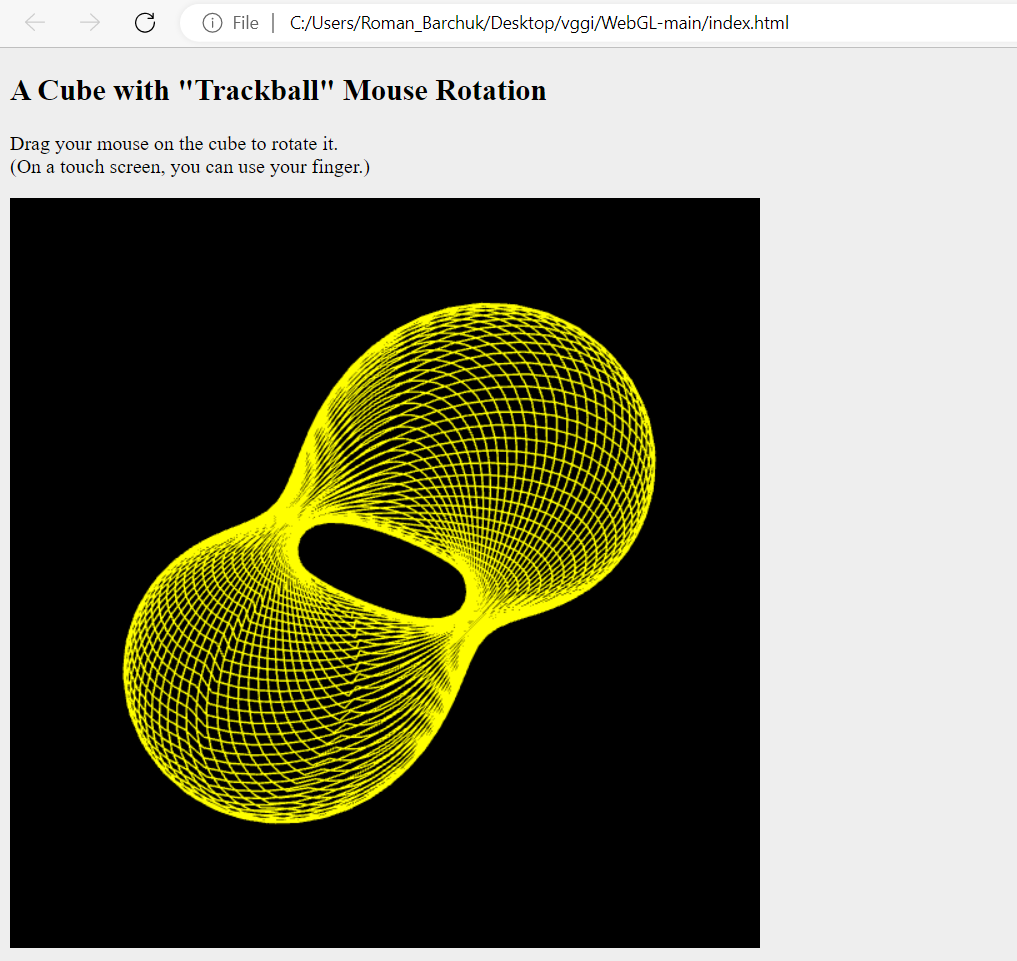 File | C:/Users/Roman_Barchuk/Desktop/vggi/WebGL-main/index.html
A Cube with "Trackball" Mouse Rotation
Drag your mouse on the cube to rotate it.
(On a touch screen, you can use your finger.)